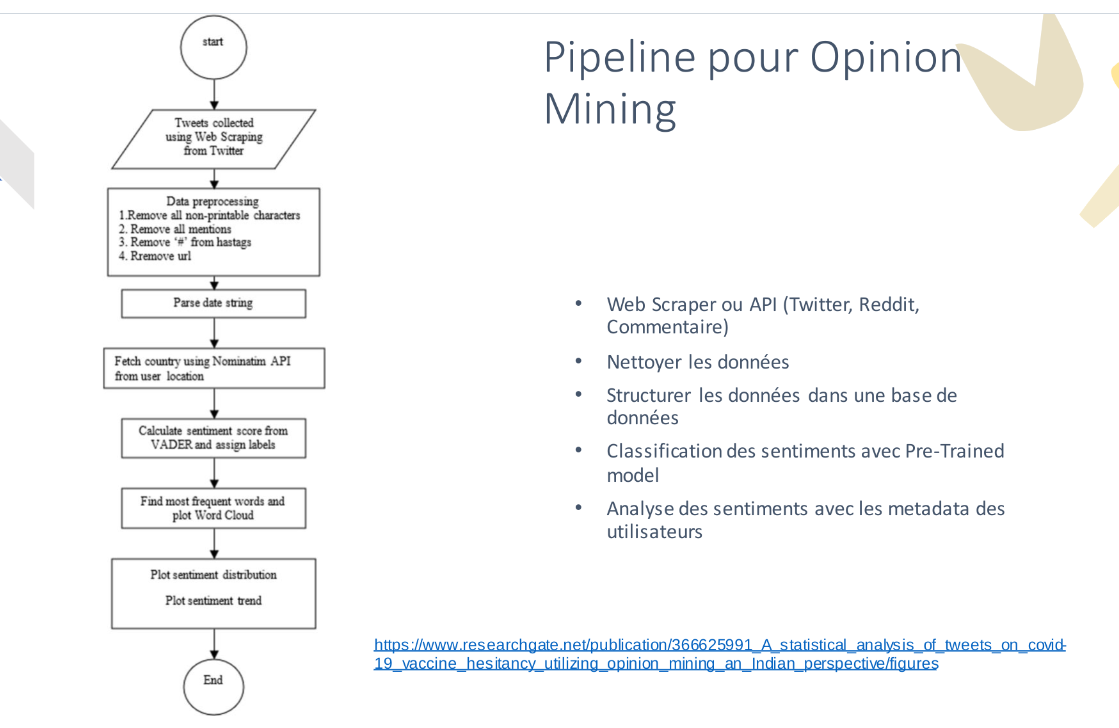 start
Tweets collected
using Web Scraping
from Twitter
Data preprocessing
1.Remove all non-printable characters
2. Remove all mentions
3. Remove ‘#’ from hastags
4. Rremove url
Parse date string
Fetch country using Nominatim API
from user location
Calculate sentiment score from
VADER and assign labels
Find most frequent words and
plot Word Cloud
Plot sentiment distribution
Plot sentiment trend
End
Pipeline pour Opinion
Mining
• Web Scraper ou API (Twitter, Reddit,
Commentaire)
• Nettoyer les données
• Structurer les données dans une base de
données
• Classification des sentiments avec Pre-Trained
model
• Analyse des sentiments avec les metadata des
utilisateurs
https://www.researchgate.net/publication/366625991_A_statistical_analysis_of_tweets_on_covid-
19_vaccine_hesitancy_utilizing_opinion_mining_an_Indian_perspective/figures